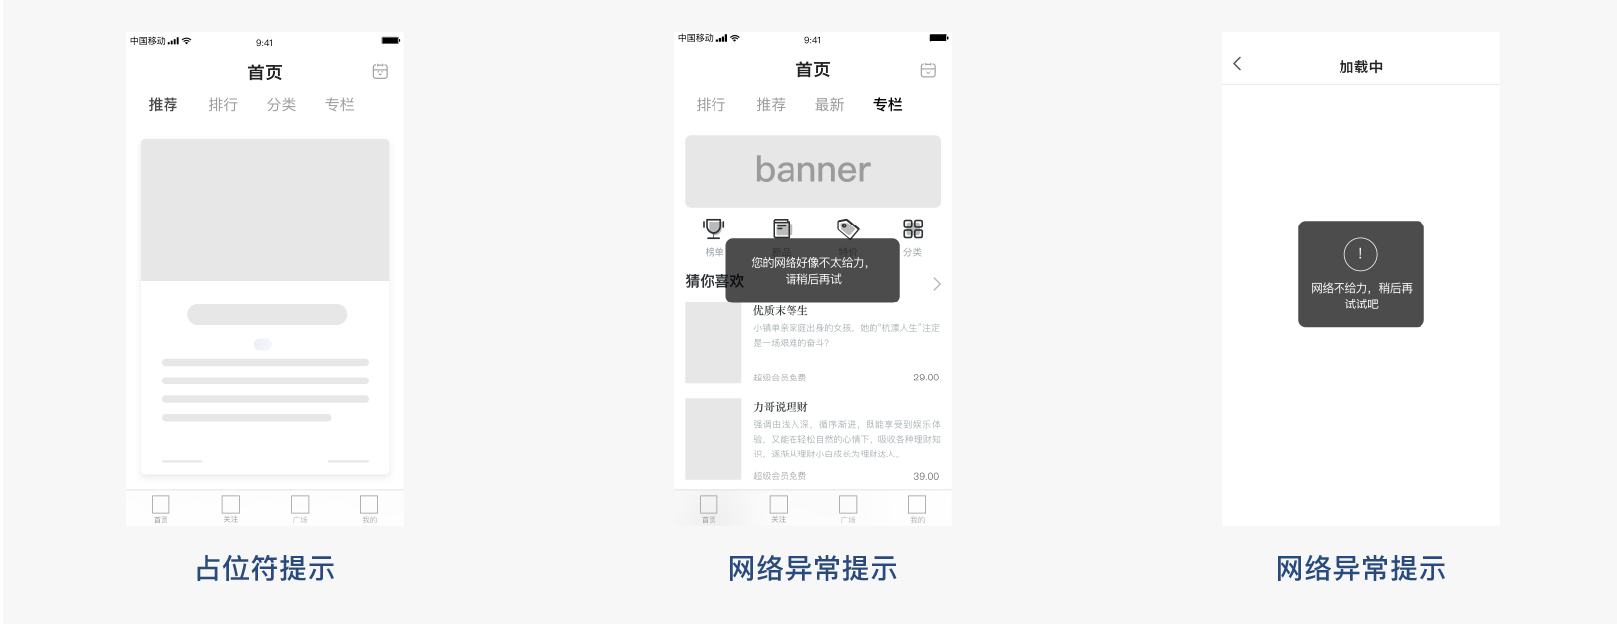 中国移动
9:41
首页
推荐 排行 分类 专栏
首页 关注 广场 我的
占位符提示
中国移动
9:41
首页
排行 推荐 最新 专栏
banner
榜单 分类
您的网络好像不太给力，
请稍后再试
猜你喜欢
优质末等生
小镇单亲家庭出身的女孩，她的“杭漂人生”注定
是一场艰难的奋斗？
超级会员免费 29.00
力哥说理财
强调由浅入深，循序渐进，既能享受到娱乐体
验，又能在轻松自然的心情下，吸收各种理财知
识，逐渐从理财小白成长为理财达人。
超级会员免费 39.00
首页 关注 广场 我的
网络异常提示
加载中
!
网络不给力，稍后再
试试吧
网络异常提示